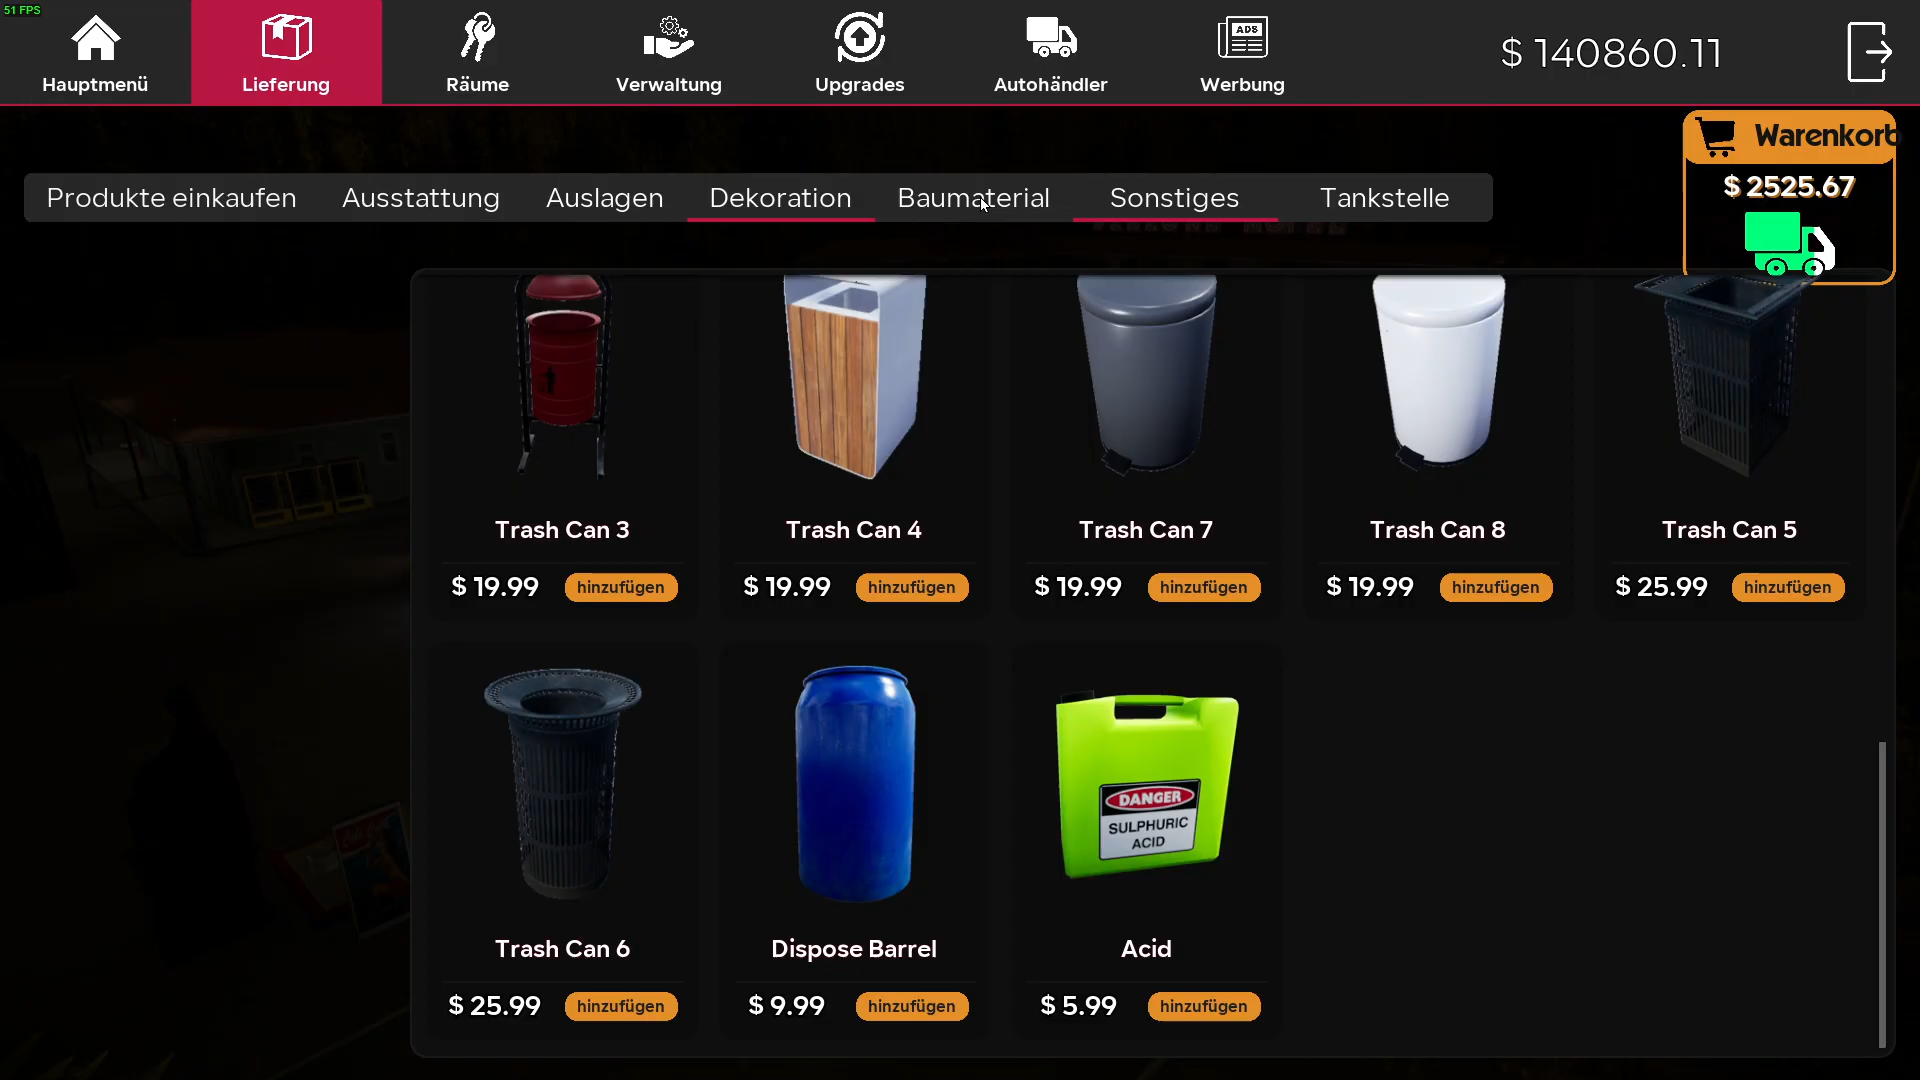 51 FPS
Hauptmenü
Lieferung
Räume
Verwaltung
Upgrades
ADS
Autohändler
Werbung
$ 140860.11
Warenkorb
$ 2525.67
Produkte einkaufen
Ausstattung
Auslagen
Dekoration
Baumaterial
Sonstiges
Tankstelle
Trash Can 3
$ 19.99
hinzufügen
Trash Can 4
$ 19.99
hinzufügen
Trash Can 7
$ 19.99
hinzufügen
Trash Can 8
$ 19.99
hinzufügen
Trash Can 5
$ 25.99
hinzufügen
Trash Can 6
$ 25.99
hinzufügen
Dispose Barrel
$ 9.99
hinzufügen
DANGER
SULPHURIC
ACID
Acid
$ 5.99
hinzufügen